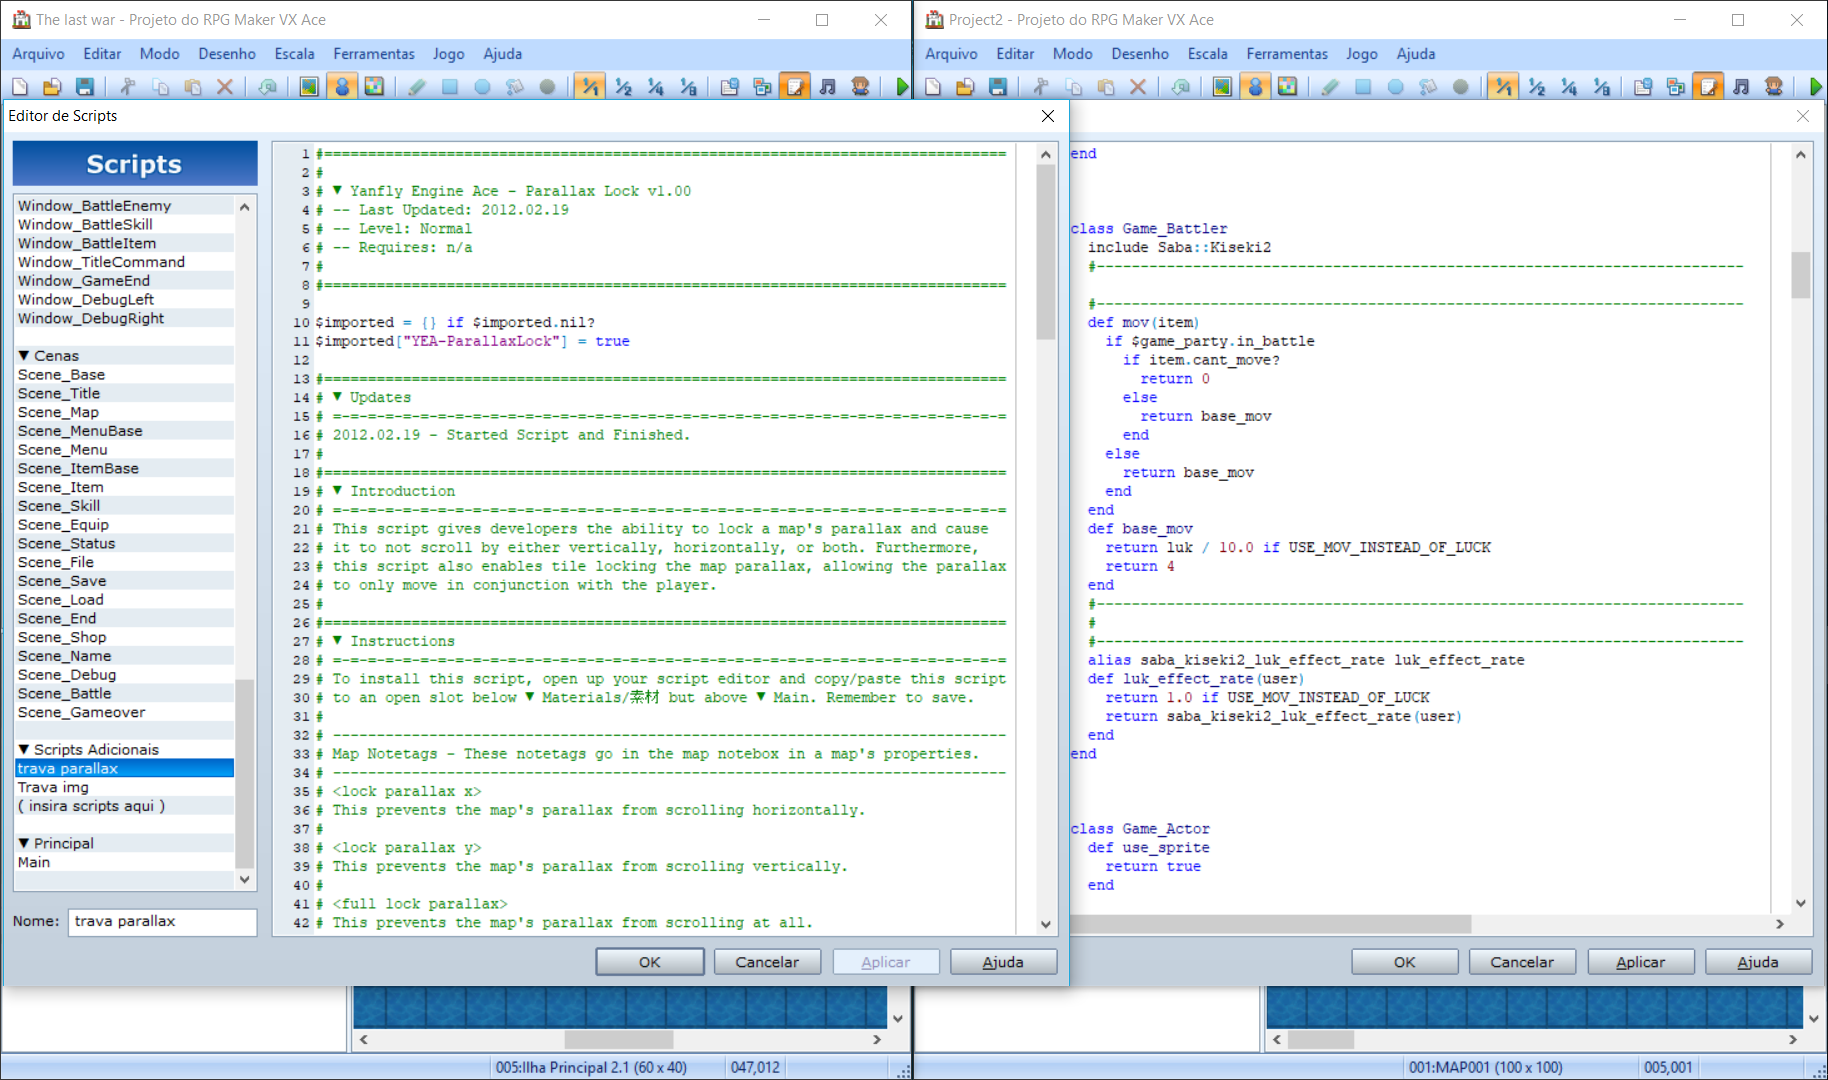 The last war - Projeto do RPG Maker VX Ace
Arquivo Editar Modo Desenho Escala Ferramentas Jogo Ajuda
1/1 1/2 1/4 1/8
Editor de Scripts
Scripts
Window_BattleEnemy
Window_BattleSkill
Window_BattleItem
Window_TitleCommand
Window_GameEnd
Window_DebugLeft
Window_DebugRight
▼ Cenas
Scene_Base
Scene_Title
Scene_Map
Scene_MenuBase
Scene_Menu
Scene_ItemBase
Scene_Item
Scene_Skill
Scene_Equip
Scene_Status
Scene_File
Scene_Save
Scene_Load
Scene_End
Scene_Shop
Scene_Name
Scene_Debug
Scene_Battle
Scene_Gameover
▼ Scripts Adicionais
trava parallax
Trava img
( insira scripts aqui )
▼ Principal
Main
Nome: trava parallax
1 #==============================================================================
2 #
3 # ▼ Yanfly Engine Ace - Parallax Lock v1.00
4 # -- Last Updated: 2012.02.19
5 # -- Level: Normal
6 # -- Requires: n/a
7 #
8 #==============================================================================
9
10 $imported = {} if $imported.nil?
11 $imported["YEA-ParallaxLock"] = true
12
13 #==============================================================================
14 # ▼ Updates
15 # =-=-=-=-=-=-=-=-=-=-=-=-=-=-=-=-=-=-=-=-=-=-=-=-=-=-=-=-=-=-=-=-=-=-=-=-=-=-=
16 # 2012.02.19 - Started Script and Finished.
17 #
18 #==============================================================================
19 # ▼ Introduction
20 # =-=-=-=-=-=-=-=-=-=-=-=-=-=-=-=-=-=-=-=-=-=-=-=-=-=-=-=-=-=-=-=-=-=-=-=-=-=-=
21 # This script gives developers the ability to lock a map's parallax and cause
22 # it to not scroll by either vertically, horizontally, or both. Furthermore,
23 # this script also enables tile locking the map parallax, allowing the parallax
24 # to only move in conjunction with the player.
25 #
26 #==============================================================================
27 # ▼ Instructions
28 # =-=-=-=-=-=-=-=-=-=-=-=-=-=-=-=-=-=-=-=-=-=-=-=-=-=-=-=-=-=-=-=-=-=-=-=-=-=-=
29 # To install this script, open up your script editor and copy/paste this script
30 # to an open slot below ▼ Materials/素材 but above ▼ Main. Remember to save.
31 #
32 # -----------------------------------------------------------------------------
33 # Map Notetags - These notetags go in the map notebox in a map's properties.
34 # -----------------------------------------------------------------------------
35 # <lock parallax x>
36 # This prevents the map's parallax from scrolling horizontally.
37 #
38 # <lock parallax y>
39 # This prevents the map's parallax from scrolling vertically.
40 #
41 # <full lock parallax>
42 # This prevents the map's parallax from scrolling at all.
OK Cancelar Aplicar Ajuda
005:Ilha Principal 2.1 (60 x 40) 047,012
Project2 - Projeto do RPG Maker VX Ace
Arquivo Editar Modo Desenho Escala Ferramentas Jogo Ajuda
1/1 1/2 1/4 1/8
end
class Game_Battler
include Saba::Kiseki2
#--------------------------------------------------------------------------
#--------------------------------------------------------------------------
def mov(item)
if $game_party.in_battle
if item.cant_move?
return 0
else
return base_mov
end
else
return base_mov
end
end
def base_mov
return luk / 10.0 if USE_MOV_INSTEAD_OF_LUCK
return 4
end
#--------------------------------------------------------------------------
#
#--------------------------------------------------------------------------
alias saba_kiseki2_luk_effect_rate luk_effect_rate
def luk_effect_rate(user)
return 1.0 if USE_MOV_INSTEAD_OF_LUCK
return saba_kiseki2_luk_effect_rate(user)
end
end
class Game_Actor
def use_sprite
return true
end
OK Cancelar Aplicar Ajuda
001:MAP001 (100 x 100) 005,001